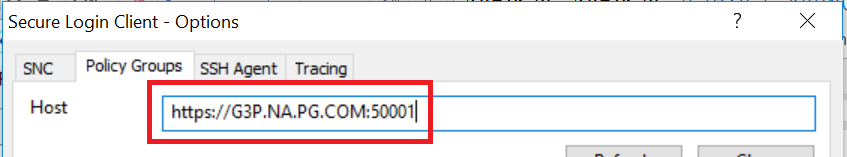 Secure Login Client - Options
SNC Policy Groups SSH Agent Tracing
Host https://G3P.NA.PG.COM:50001